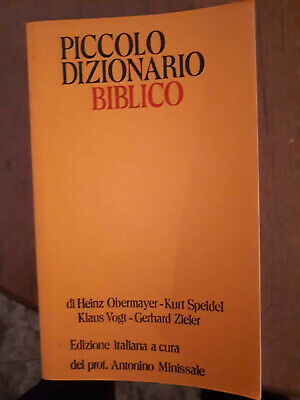 PICCOLO
DIZIONARIO
BIBLICO
di Heinz Obermayer-Kurt Speidel
Klaus Vogt-Gerhard Zieler
Edizione italiana a cura
del prof. Antonino Minissale